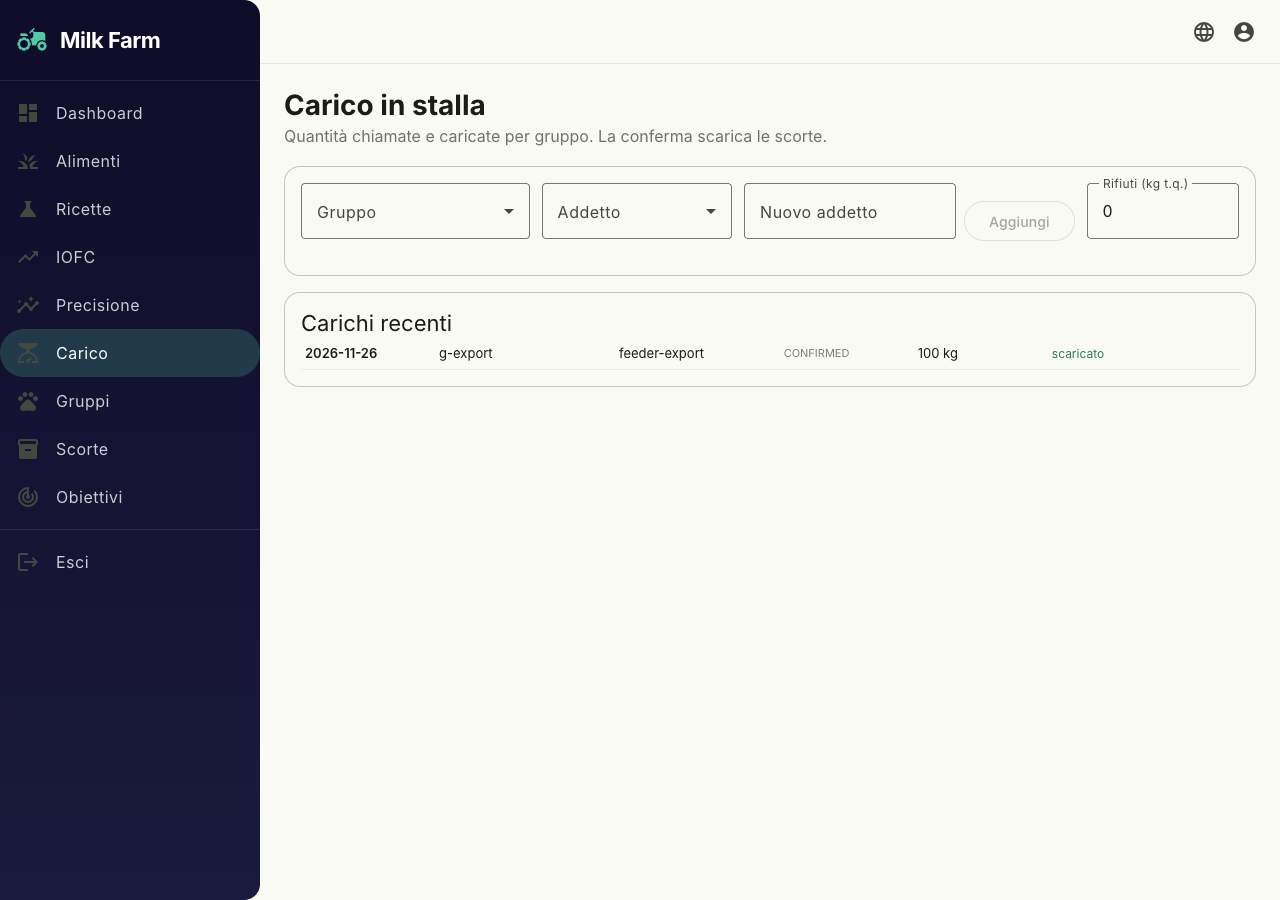 Milk Farm
Dashboard
Alimenti
Ricette
IOFC
Precisione
Carico
Gruppi
Scorte
Obiettivi
Esci
Carico in stalla
Quantità chiamate e caricate per gruppo. La conferma scarica le scorte.
Gruppo
Addetto
Nuovo addetto
Aggiungi
Rifiuti (kg t.q.)
0
Carichi recenti
2026-11-26 g-export feeder-export CONFIRMED 100 kg scaricato